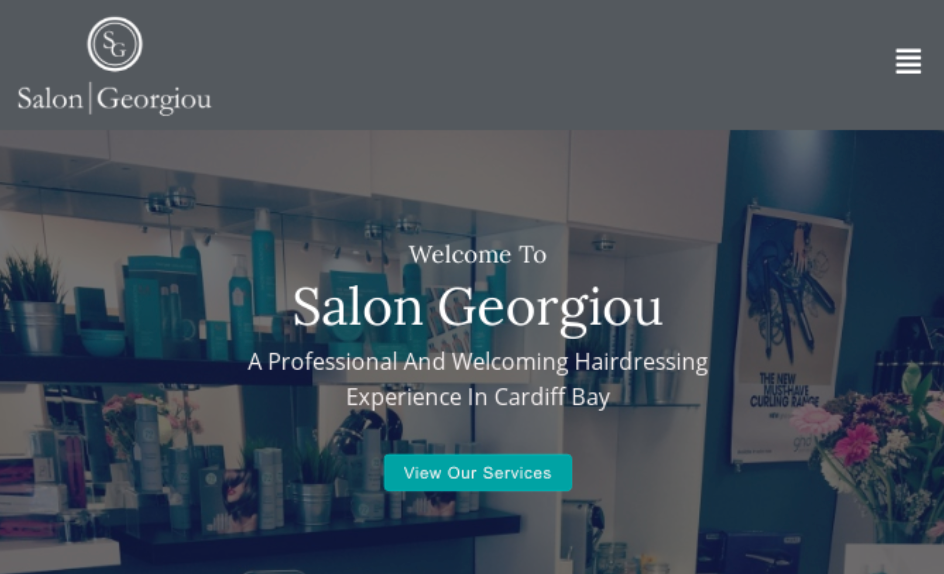 SG
Salon | Georgiou
Welcome To
Salon Georgiou
A Professional And Welcoming Hairdressing
Experience In Cardiff Bay
THE NEW
MUST-HAVE
CURLING RANGE
ghd
View Our Services